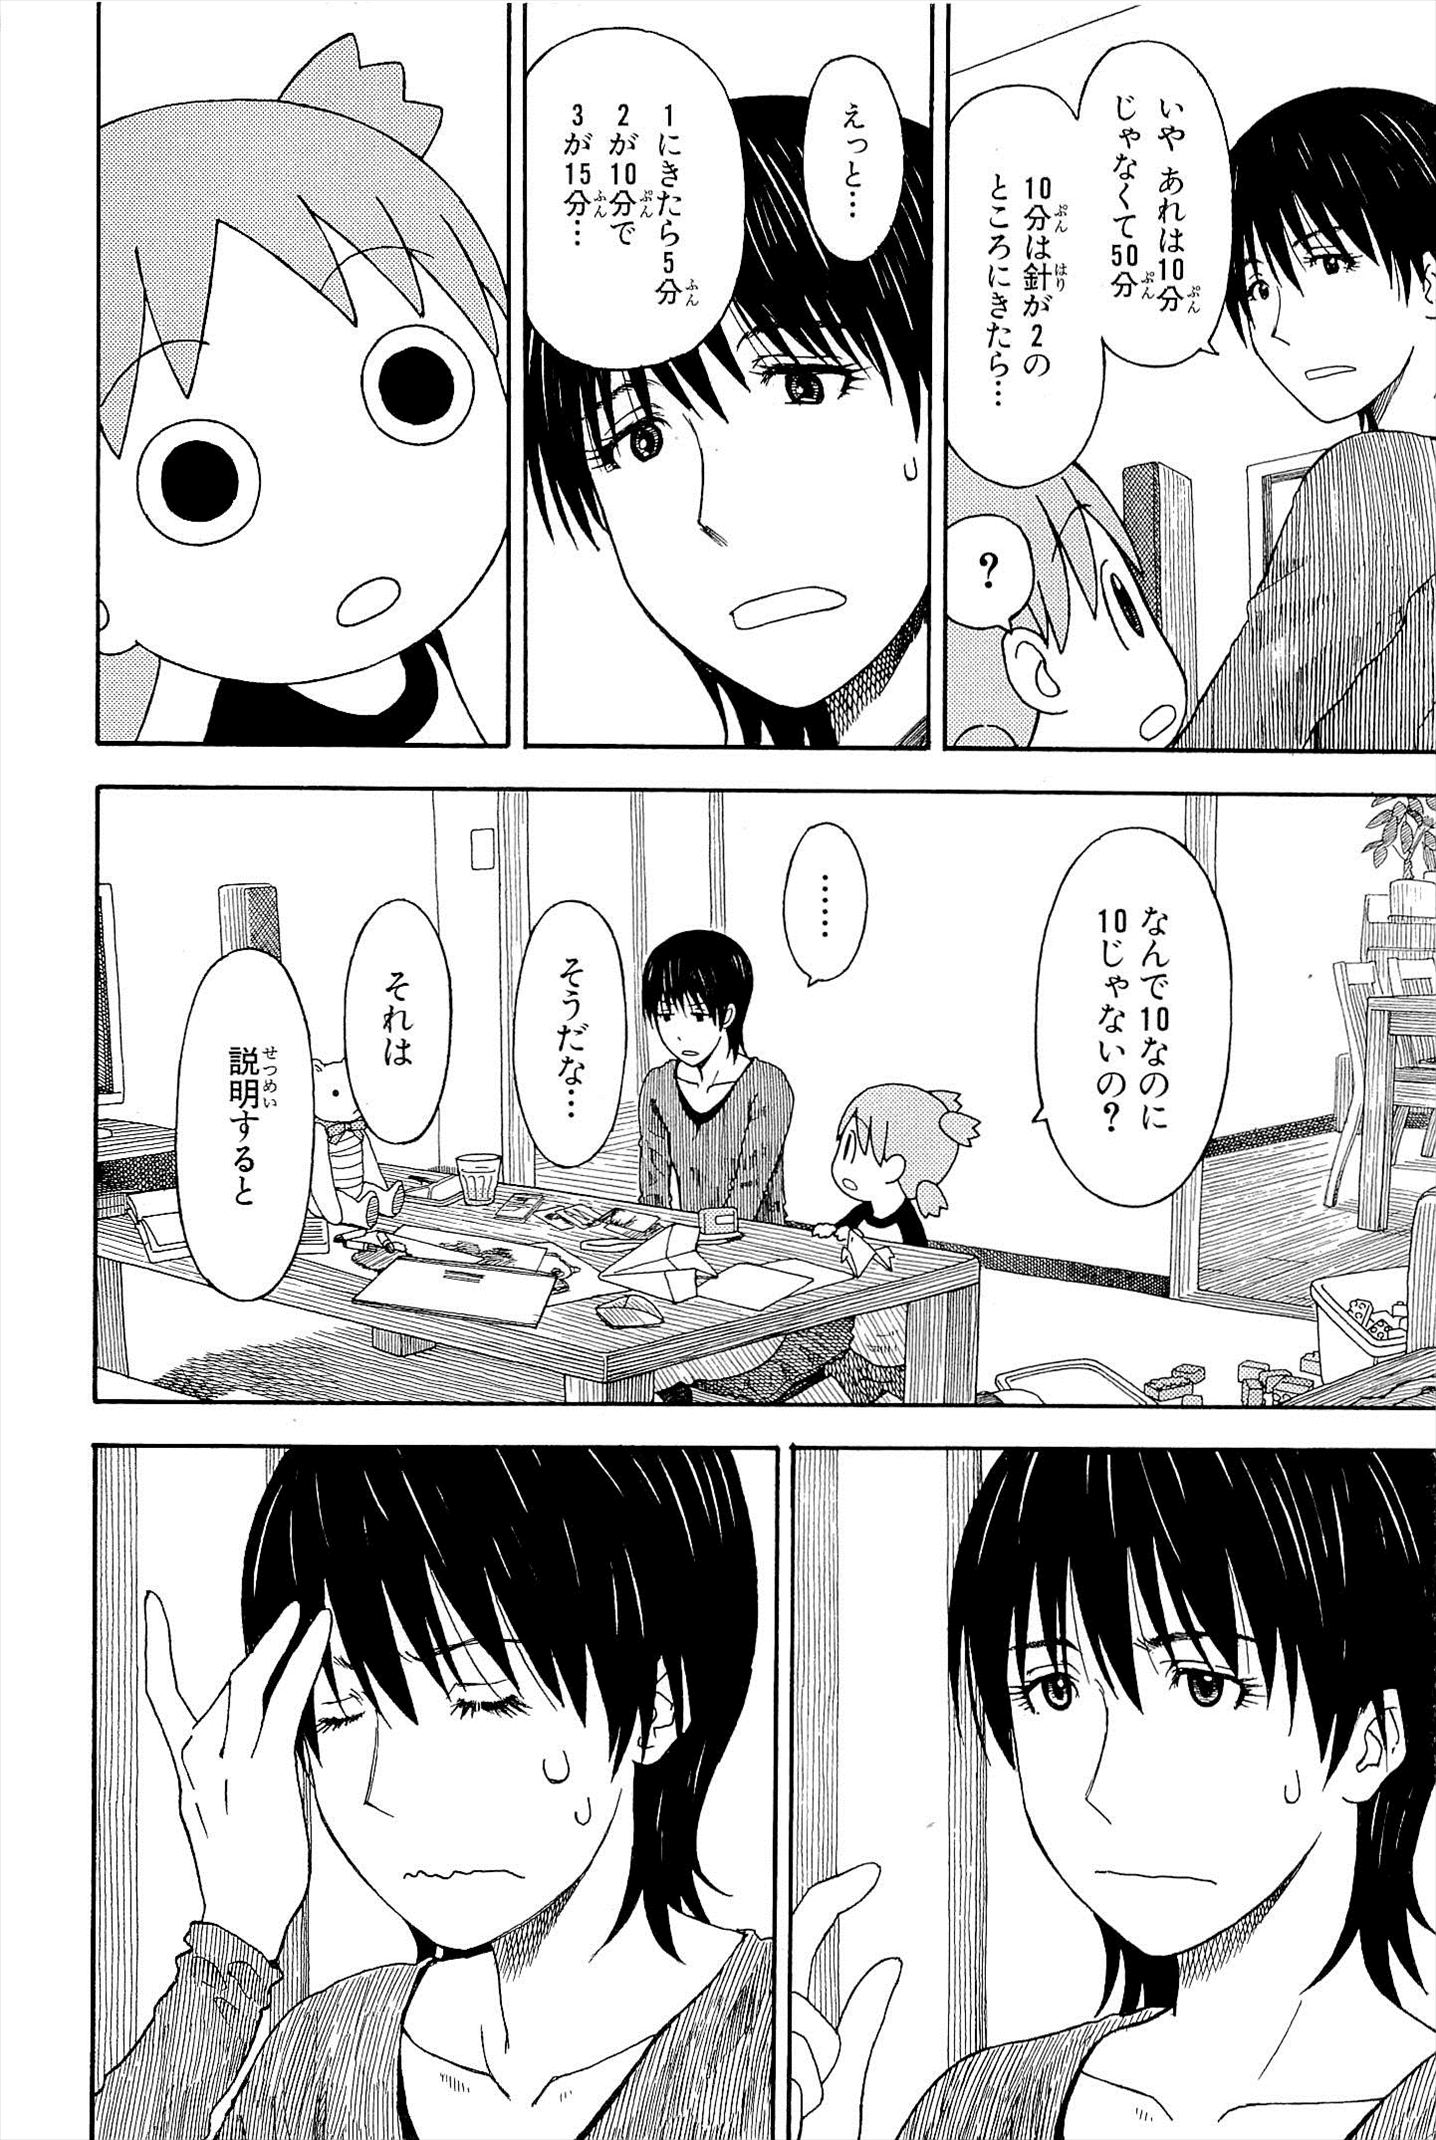 いや あれは10分
じゃなくて50分
10分は針が2の
ところにきたら…
?
えっと…
1にきたら5分
2が10分で
3が15分…
なんで10なのに
10じゃないの?
……
そうだな…
それは
説明すると